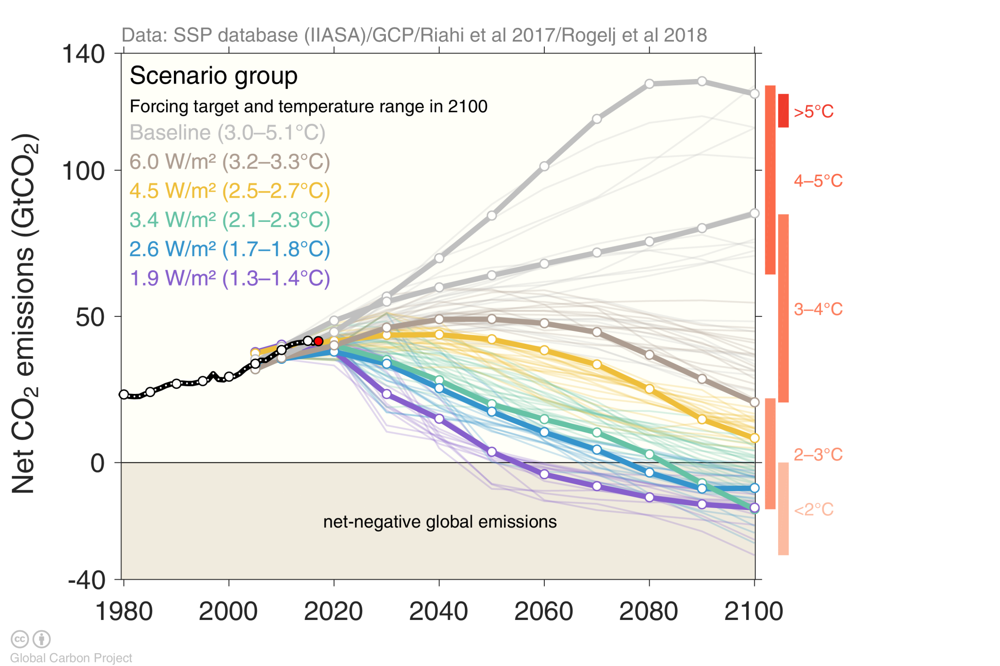 Data: SSP database (IIASA)/GCP/Riahi et al 2017/Rogelj et al 2018
Net CO₂ emissions (GtCO₂)
140
100
50
0
-40
Scenario group
Forcing target and temperature range in 2100
Baseline (3.0–5.1°C)
6.0 W/m² (3.2–3.3°C)
4.5 W/m² (2.5–2.7°C)
3.4 W/m² (2.1–2.3°C)
2.6 W/m² (1.7–1.8°C)
1.9 W/m² (1.3–1.4°C)
>5°C
4–5°C
3–4°C
2–3°C
<2°C
net-negative global emissions
1980 2000 2020 2040 2060 2080 2100
cc
Global Carbon Project